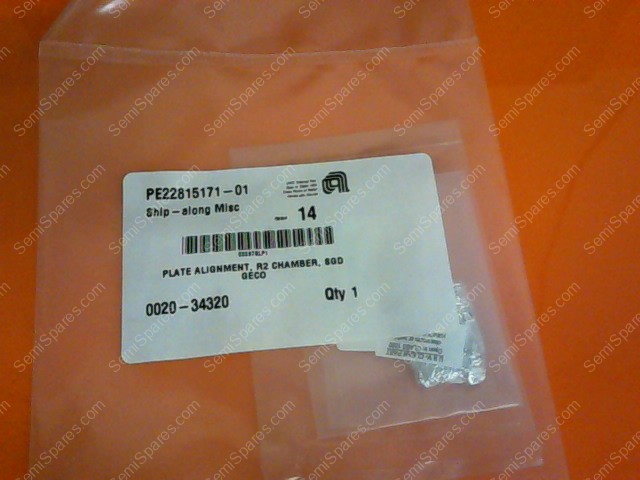 PE22815171-01
Ship-along Misc
14
PLATE ALIGNMENT, R2 CHAMBER, SGD
GECO
0020-34320
Qty 1
SemiSpares.com